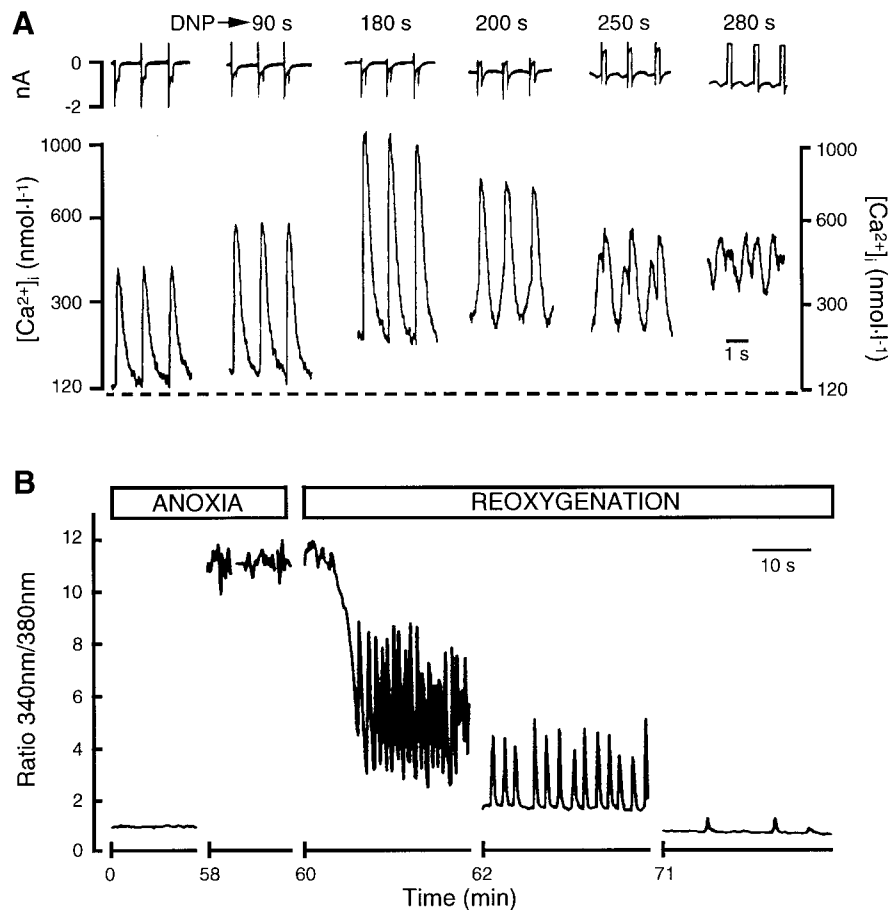 A
DNP → 90 s 180 s 200 s 250 s 280 s
nA
0
-2
[Ca²⁺]ᵢ (nmol·l⁻¹)
1000
600
300
120
1000
600
300
120
[Ca²⁺]ᵢ (nmol·l⁻¹)
1 s
B
ANOXIA REOXYGENATION
Ratio 340nm/380nm
12
10
8
6
4
2
0
10 s
0 58 60 62 71
Time (min)